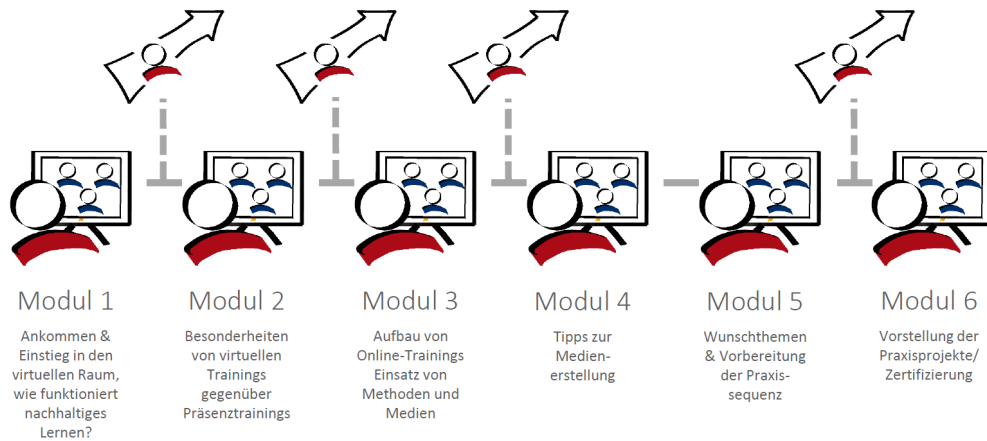 Modul 1
Ankommen &
Einstieg in den
virtuellen Raum,
wie funktioniert
nachhaltiges
Lernen?
Modul 2
Besonderheiten
von virtuellen
Trainings
gegenüber
Präsenztrainings
Modul 3
Aufbau von
Online-Trainings
Einsatz von
Methoden und
Medien
Modul 4
Tipps zur
Medien-
erstellung
Modul 5
Wunschthemen
& Vorbereitung
der Praxis-
sequenz
Modul 6
Vorstellung der
Praxisprojekte/
Zertifizierung